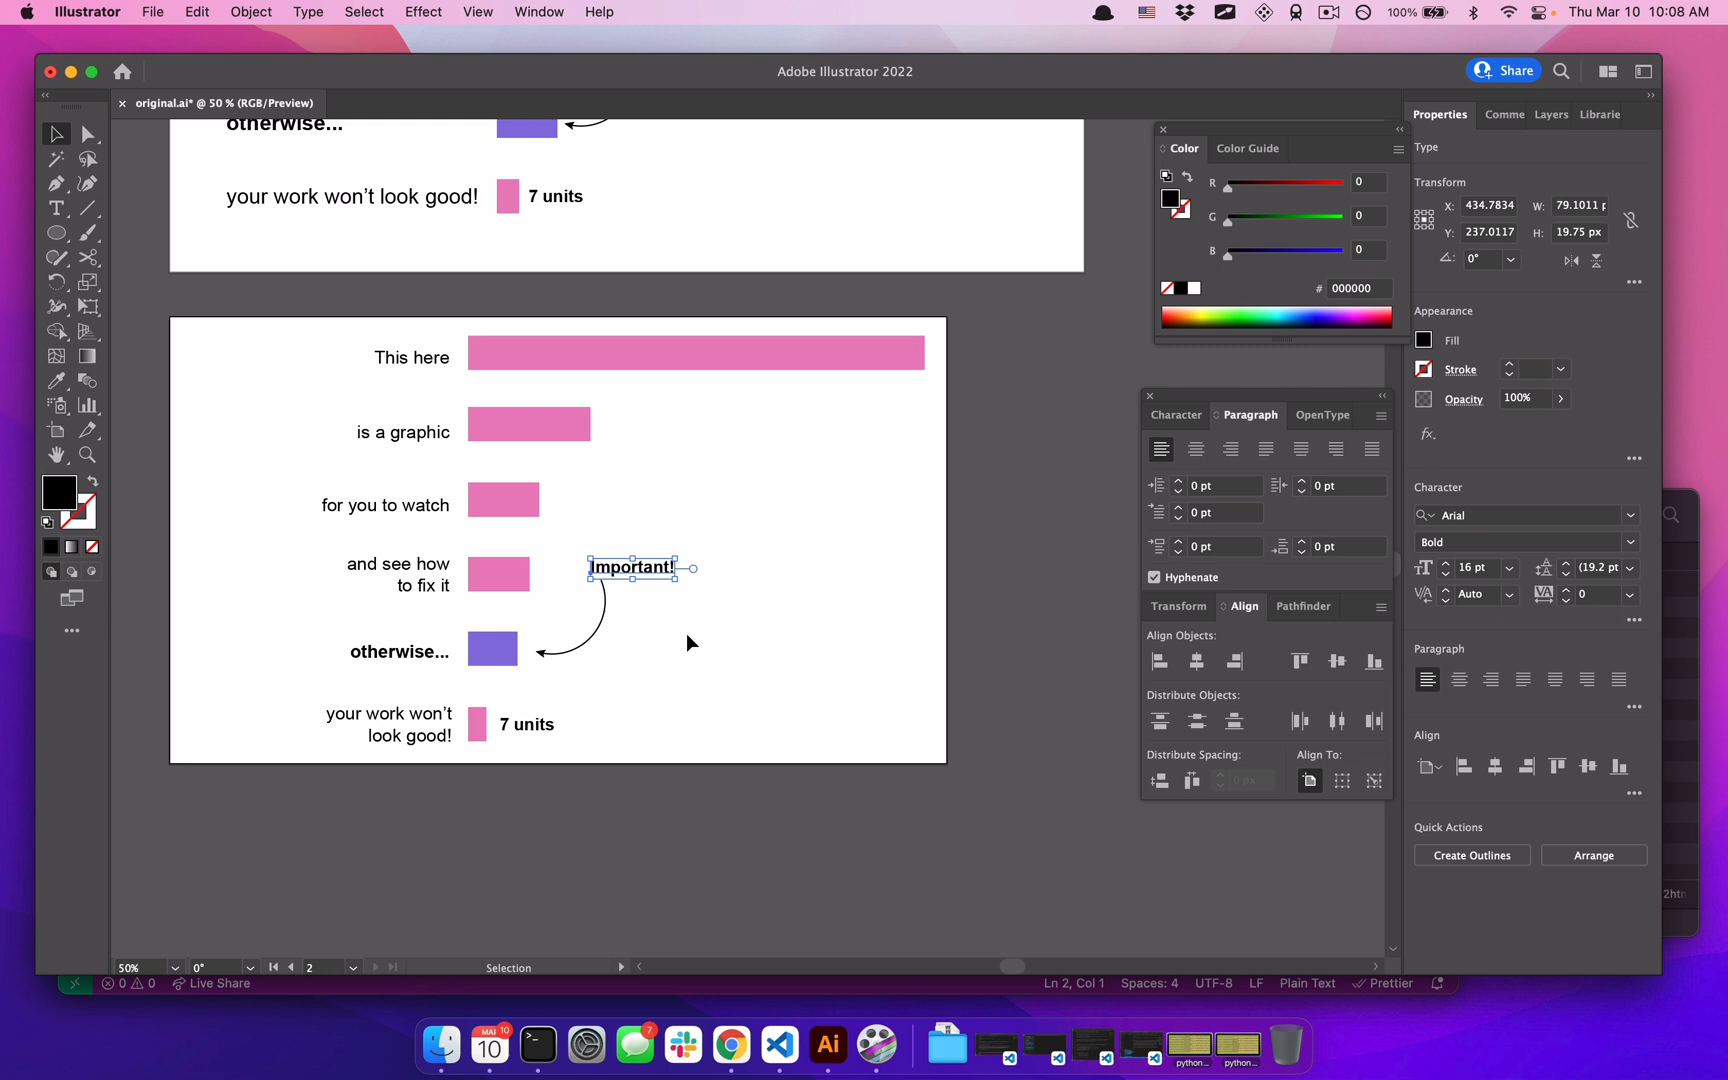 Illustrator File Edit Object Type Select Effect View Window Help
100% Thu Mar 10 10:08 AM
Adobe Illustrator 2022
Share
original.ai* @ 50 % (RGB/Preview)
otherwise...
your work won't look good! 7 units
This here
is a graphic
for you to watch
and see how
to fix it
Important!
otherwise...
your work won't
look good!
7 units
Color Color Guide
R 0
G 0
B 0
# 000000
Character Paragraph OpenType
0 pt 0 pt
0 pt
0 pt 0 pt
Hyphenate
Transform Align Pathfinder
Align Objects:
Distribute Objects:
Distribute Spacing: Align To:
0 px
Properties Comme Layers Librarie
Type
Transform
X: 434.7834 W: 79.1011 p
Y: 237.0117 H: 19.75 px
0°
Appearance
Fill
Stroke
Opacity 100%
fx.
Character
Arial
Bold
16 pt (19.2 pt
Auto 0
Paragraph
Align
Quick Actions
Create Outlines Arrange
50% 0° 2 Selection
0 0 Live Share Ln 2, Col 1 Spaces: 4 UTF-8 LF Plain Text Prettier
MAR 10
10
7
Ai
python...
python...